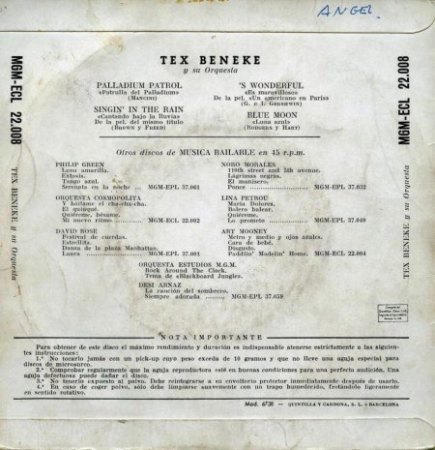 ANGEL.
TEX BENEKE
y su Orquesta
PALLADIUM PATROL
«Patrulla del Palladium»
(MANCINI)
SINGIN' IN THE RAIN
«Cantando bajo la lluvia»
De la pel. del mismo título
(BROWN y FREED)
'S WONDERFUL
«Es maravilloso»
De la pel. «Un americano en París»
(G. e I. GERSHWIN)
BLUE MOON
«Luna azul»
(RODGERS y HART)
Otros discos de MUSICA BAILABLE en 45 r.p.m.
PHILIP GREEN
Luna amarilla.
Extasis.
Tango azul.
Serenata en la noche MGM-EPL 37.001
ORQUESTA COSMOPOLITA
Y háblame el cha-cha-cha.
El quiqué.
Quiéreme, bésame.
Mi nuevo ritmo MGM-ECL 22.002
DAVID ROSE
Festival de cuerdas.
Estrellita.
Danza de la plaza Manhattan.
Laura MGM-EPL 37.001
NORO MORALES
110th street and 5th avenue.
Lágrimas negras.
El manisero.
Ponce MGM-EPL 37.032
LINA PETROU
María Dolores.
Bolero balear.
Quiéreme.
Lo prometo MGM-EPL 37.049
ART MOONEY
Metro y medio y ojos azules.
Cara de bebé.
Disgusto.
Paddlin' Madelin' Home. MGM-ECL 22.004
ORQUESTA ESTUDIOS M.G.M.
Rock Around The Clock.
Tema de «Blackboard Jungle».
DESI ARNAZ
La canción del sombrero.
Siempre adorada MGM-EPL 37.059
MGM-ECL 22.008
TEX BENEKE
y su Orquesta
MGM-ECL 22.008
TEX BENEKE
y su Orquesta
NOTA IMPORTANTE
Para obtener de este disco el máximo rendimiento y duración es indispensable atenerse estrictamente a las siguientes
instrucciones:
1.ª No tocarlo jamás con un pick-up cuyo peso exceda de 10 gramos y que no lleve una aguja especial para
discos de microsurco.
2.ª Comprobar regularmente que la aguja reproductora esté en buenas condiciones para una perfecta audición. Una
aguja defectuosa puede dañar el disco.
3.ª No tenerlo expuesto al polvo. Debe reintegrarse a su envoltorio protector inmediatamente después de usarlo.
4.ª En caso de coger polvo, sólo debe limpiarse suavemente con un trapo humedecido, frotándolo ligeramente
en sentido rotativo.
Mod. 6731 - QUINTILLA Y CARDONA, S. L. - BARCELONA